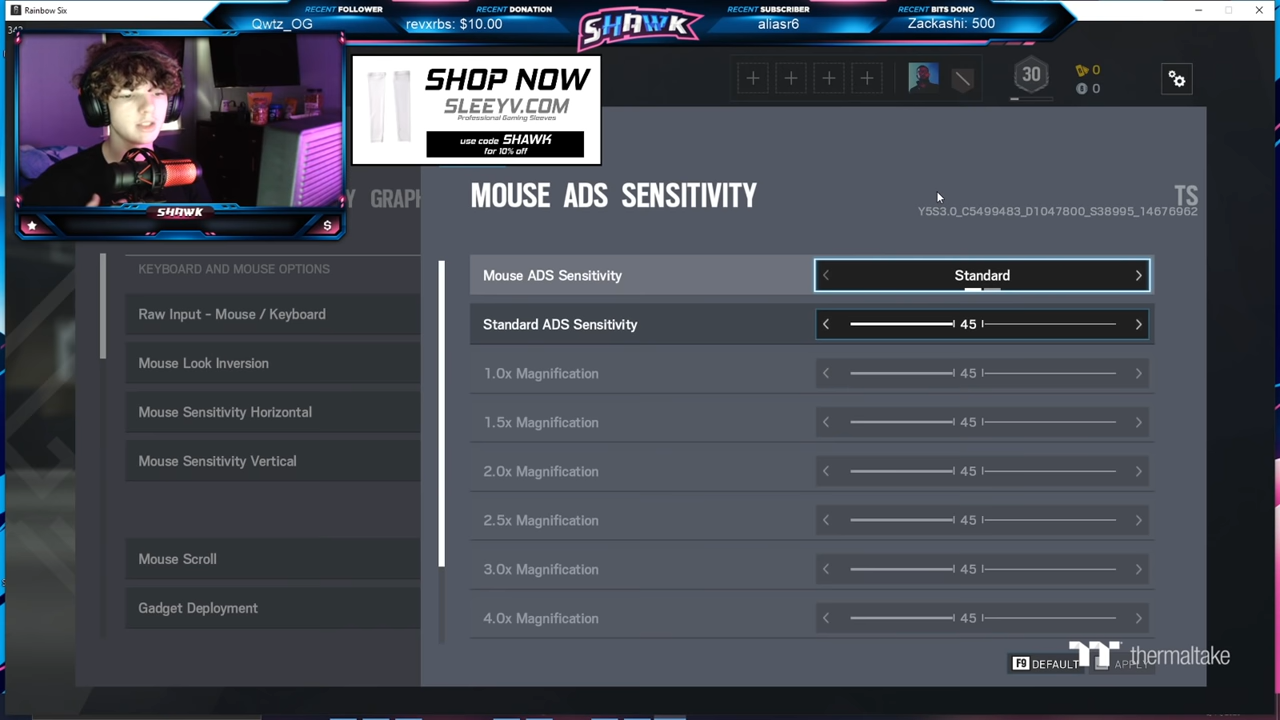 Rainbow Six
RECENT FOLLOWER
Qwtz_OG
RECENT DONATION
revxrbs: $10.00
SHAWK
RECENT SUBSCRIBER
aliasr6
RECENT BITS DONO
Zackashi: 500
SHOP NOW
SLEEYV.COM
Professional Gaming Sleeves
use code SHAWK
for 10% off
30
0
0
SHAWK
$
GRAPH
MOUSE ADS SENSITIVITY
TS
Y5S3.0_C5499483_D1047800_S38995_14676962
KEYBOARD AND MOUSE OPTIONS
Raw Input - Mouse / Keyboard
Mouse Look Inversion
Mouse Sensitivity Horizontal
Mouse Sensitivity Vertical
Mouse Scroll
Gadget Deployment
Mouse ADS Sensitivity
Standard
Standard ADS Sensitivity
45
1.0x Magnification
45
1.5x Magnification
45
2.0x Magnification
45
2.5x Magnification
45
3.0x Magnification
45
4.0x Magnification
45
F9 DEFAULT
APPLY
thermaltake